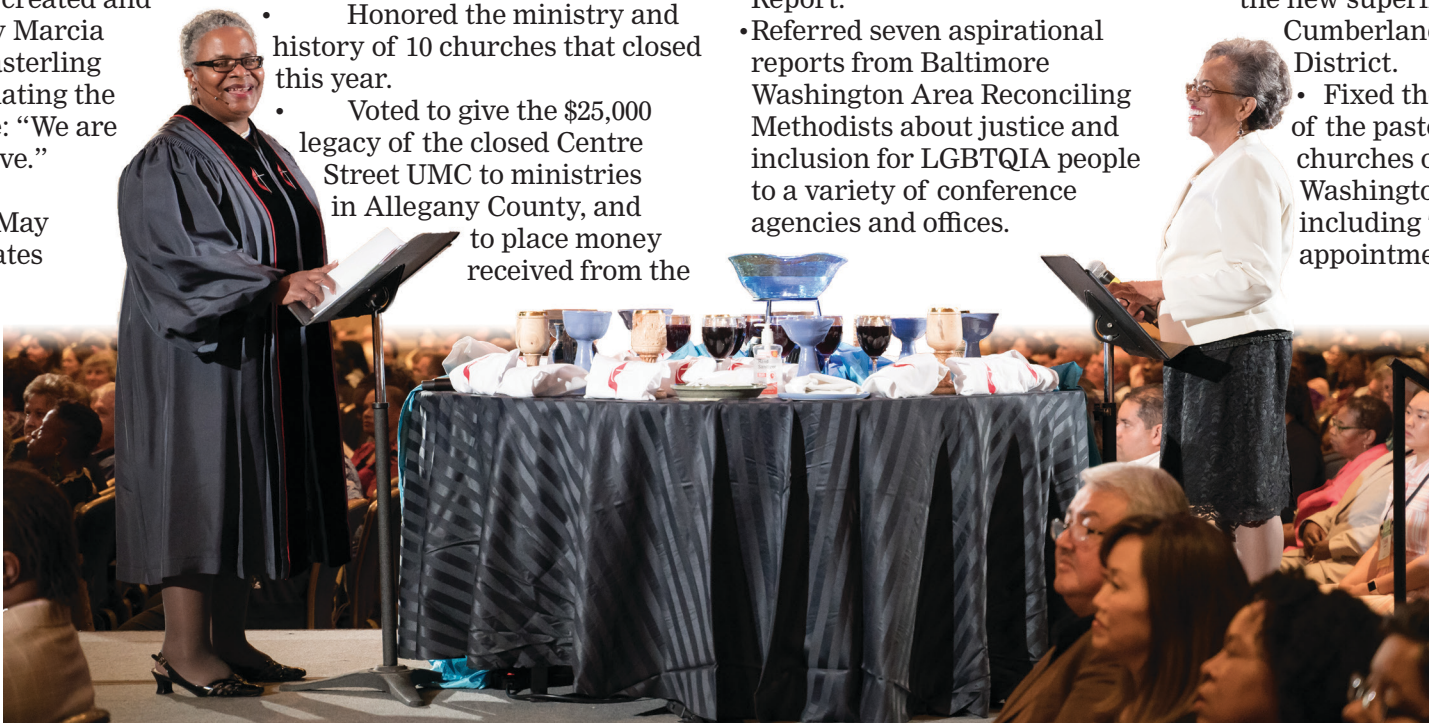 created and
y Marcia
asterling
ating the
e: “We are
ve.”
May
ates
• Honored the ministry and
history of 10 churches that closed
this year.
• Voted to give the $25,000
legacy of the closed Centre
Street UMC to ministries
in Allegany County, and
to place money
received from the
Report.
•Referred seven aspirational
reports from Baltimore
Washington Area Reconciling
Methodists about justice and
inclusion for LGBTQIA people
to a variety of conference
agencies and offices.
the new super
Cumberlan
District.
• Fixed th
of the past
churches
Washingto
including
appointme